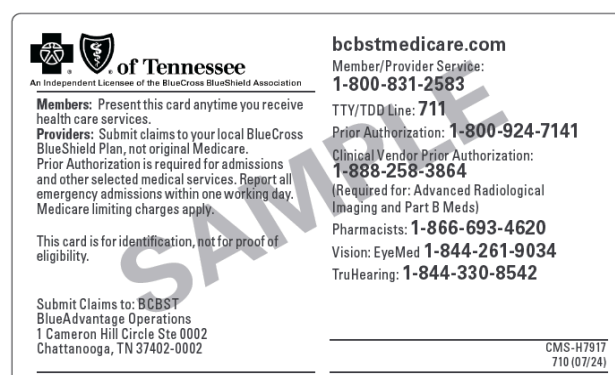 of Tennessee
An Independent Licensee of the BlueCross BlueShield Association
Members: Present this card anytime you receive
health care services.
Providers: Submit claims to your local BlueCross
BlueShield Plan, not original Medicare.
Prior Authorization is required for admissions
and other selected medical services. Report all
emergency admissions within one working day.
Medicare limiting charges apply.
This card is for identification, not for proof of
eligibility.
Submit Claims to: BCBST
BlueAdvantage Operations
1 Cameron Hill Circle Ste 0002
Chattanooga, TN 37402-0002
bcbstmedicare.com
Member/Provider Service:
1-800-831-2583
TTY/TDD Line: 711
Prior Authorization: 1-800-924-7141
Clinical Vendor Prior Authorization:
1-888-258-3864
(Required for: Advanced Radiological
Imaging and Part B Meds)
Pharmacists: 1-866-693-4620
Vision: EyeMed 1-844-261-9034
TruHearing: 1-844-330-8542
CMS-H7917
710 (07/24)
SAMPLE